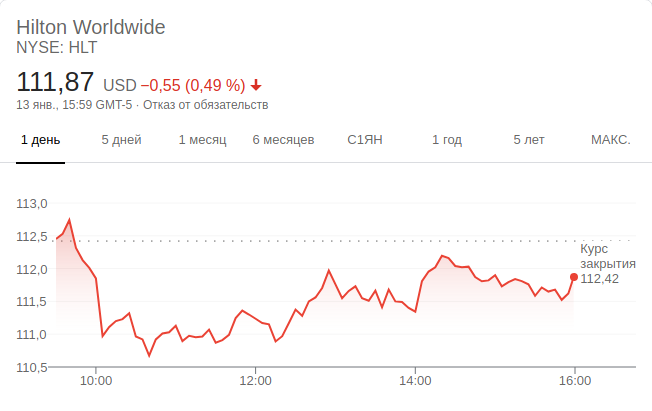 Hilton Worldwide
NYSE: HLT
111,87 USD −0,55 (0,49 %)
13 янв., 15:59 GMT-5 · Отказ от обязательств
1 день 5 дней 1 месяц 6 месяцев С1ЯН 1 год 5 лет МАКС.
113,0
112,5
Курс
закрытия
112,42
112,0
111,5
111,0
110,5
10:00 12:00 14:00 16:00